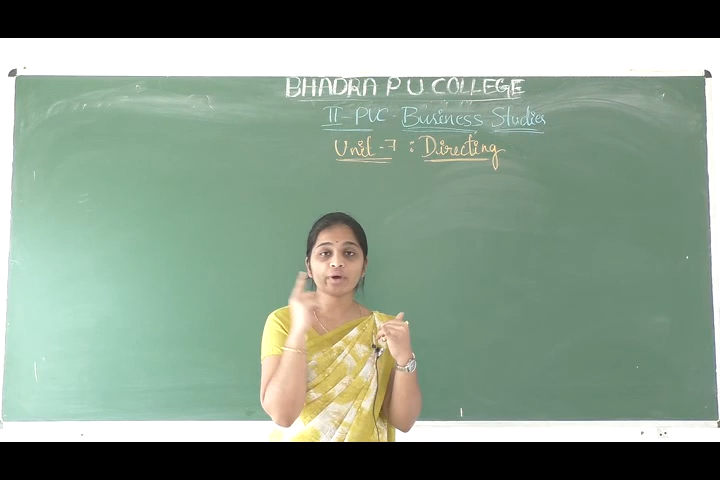 BHADRA P U COLLEGE
II-PUC Business Studies
Unit-7 : Directing